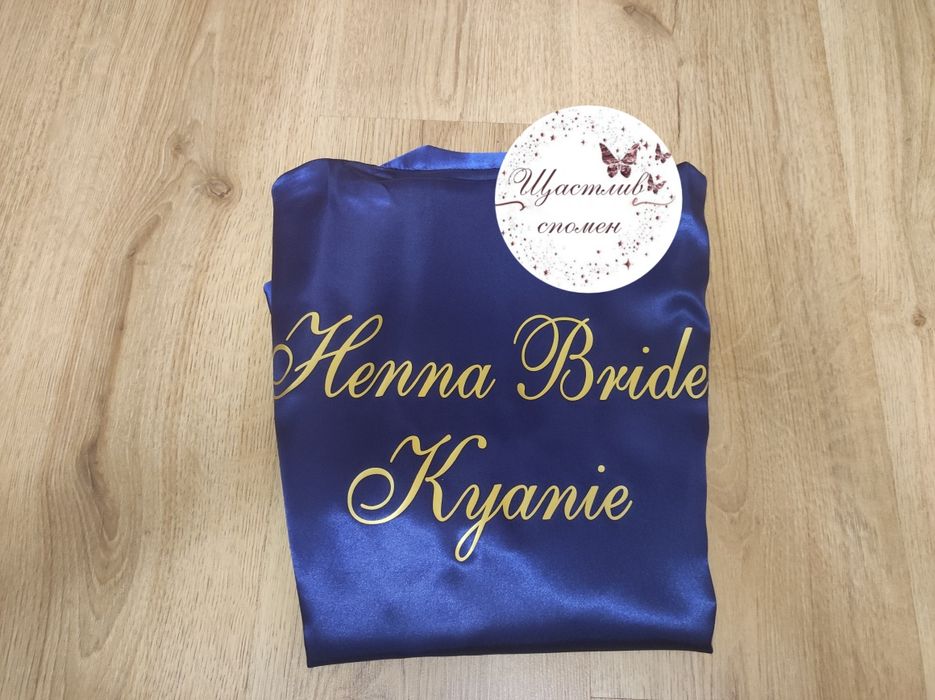 Щастлив
спомен
Henna Bride
Kyanie